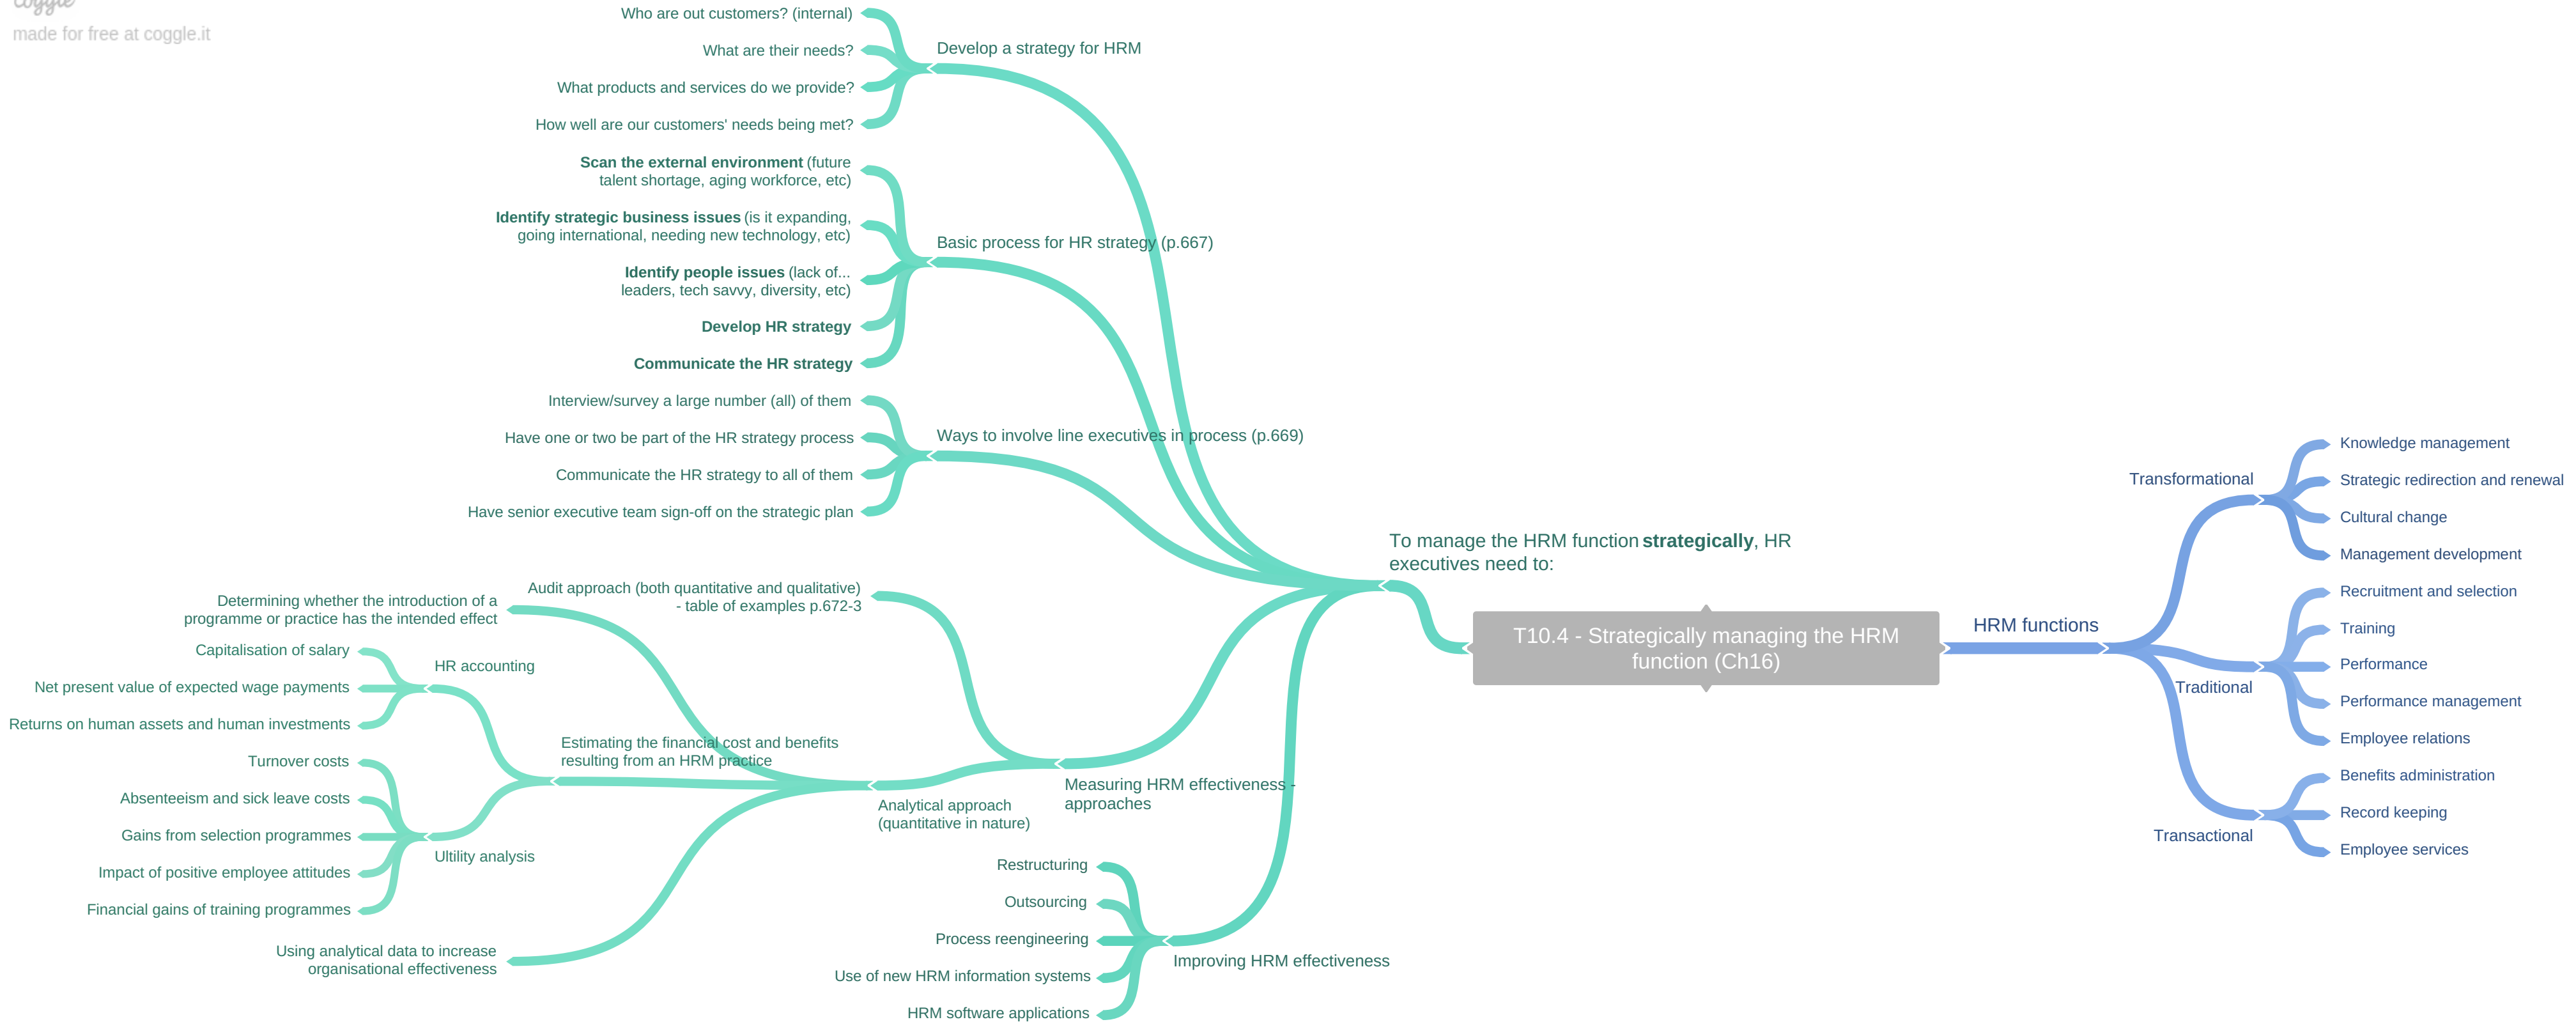 coggle
made for free at coggle.it
Who are out customers? (internal)
What are their needs?
What products and services do we provide?
How well are our customers' needs being met?
Develop a strategy for HRM
Scan the external environment (future
talent shortage, aging workforce, etc)
Identify strategic business issues (is it expanding,
going international, needing new technology, etc)
Identify people issues (lack of...
leaders, tech savvy, diversity, etc)
Develop HR strategy
Communicate the HR strategy
Basic process for HR strategy (p.667)
Interview/survey a large number (all) of them
Have one or two be part of the HR strategy process
Communicate the HR strategy to all of them
Have senior executive team sign-off on the strategic plan
Ways to involve line executives in process (p.669)
To manage the HRM function strategically, HR
executives need to:
Audit approach (both quantitative and qualitative)
- table of examples p.672-3
Determining whether the introduction of a
programme or practice has the intended effect
Capitalisation of salary
Net present value of expected wage payments
Returns on human assets and human investments
HR accounting
Turnover costs
Absenteeism and sick leave costs
Gains from selection programmes
Impact of positive employee attitudes
Financial gains of training programmes
Ultility analysis
Estimating the financial cost and benefits
resulting from an HRM practice
Using analytical data to increase
organisational effectiveness
Analytical approach
(quantitative in nature)
Measuring HRM effectiveness -
approaches
Restructuring
Outsourcing
Process reengineering
Use of new HRM information systems
HRM software applications
Improving HRM effectiveness
T10.4 - Strategically managing the HRM
function (Ch16)
HRM functions
Transformational
Knowledge management
Strategic redirection and renewal
Cultural change
Management development
Traditional
Recruitment and selection
Training
Performance
Performance management
Employee relations
Transactional
Benefits administration
Record keeping
Employee services